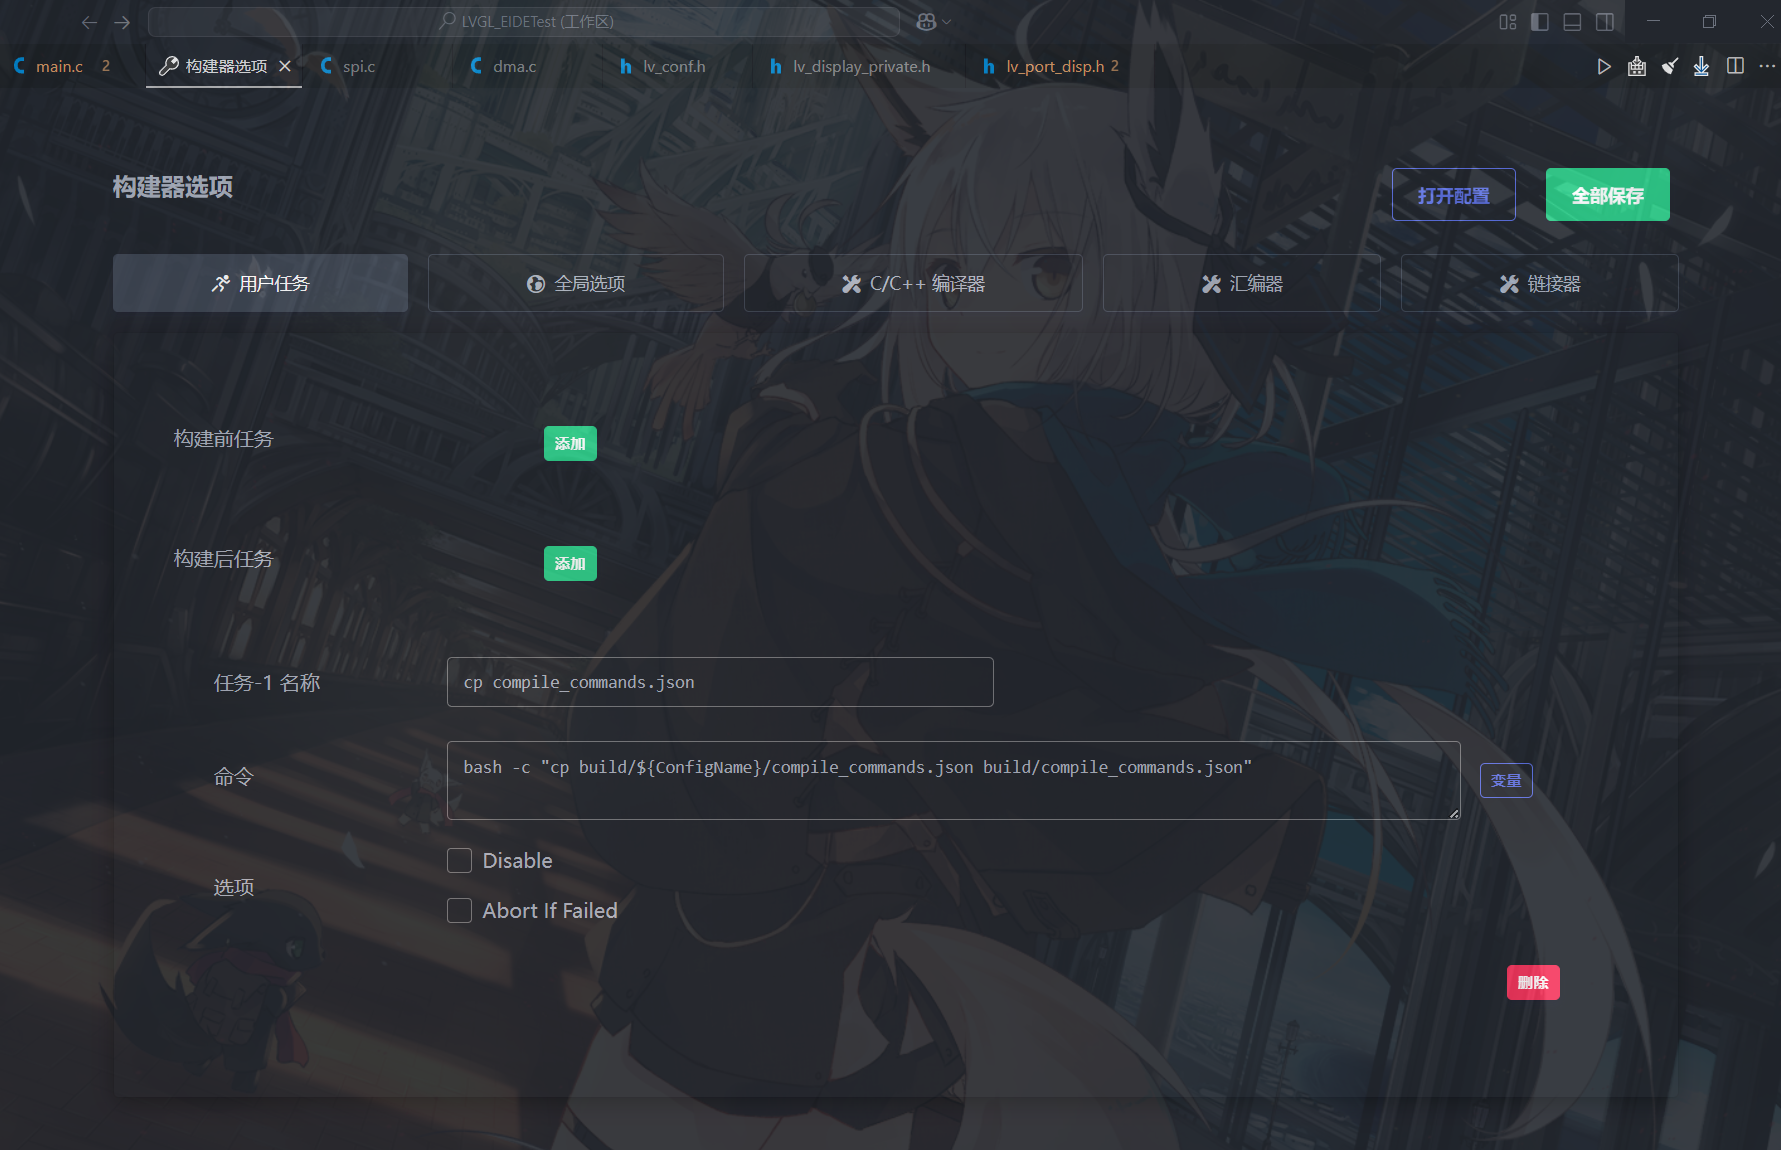 LVGL_EIDETest (工作区)
main.c 2
构建器选项
spi.c
dma.c
lv_conf.h
lv_display_private.h
lv_port_disp.h 2
构建器选项
打开配置
全部保存
用户任务
全局选项
C/C++ 编译器
汇编器
链接器
构建前任务
添加
构建后任务
添加
任务-1 名称
cp compile_commands.json
命令
bash -c "cp build/${ConfigName}/compile_commands.json build/compile_commands.json"
变量
选项
Disable
Abort If Failed
删除